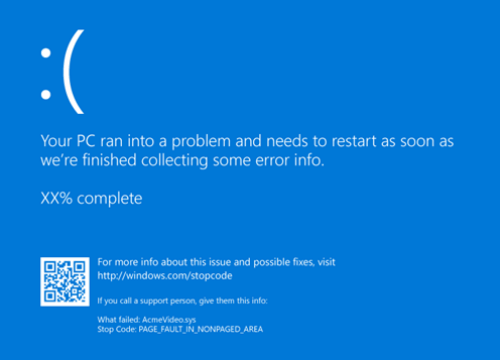 :(
Your PC ran into a problem and needs to restart as soon as
we're finished collecting some error info.
XX% complete
For more info about this issue and possible fixes, visit
http://windows.com/stopcode
If you call a support person, give them this info:
What failed: AcmeVideo.sys
Stop Code: PAGE_FAULT_IN_NONPAGED_AREA